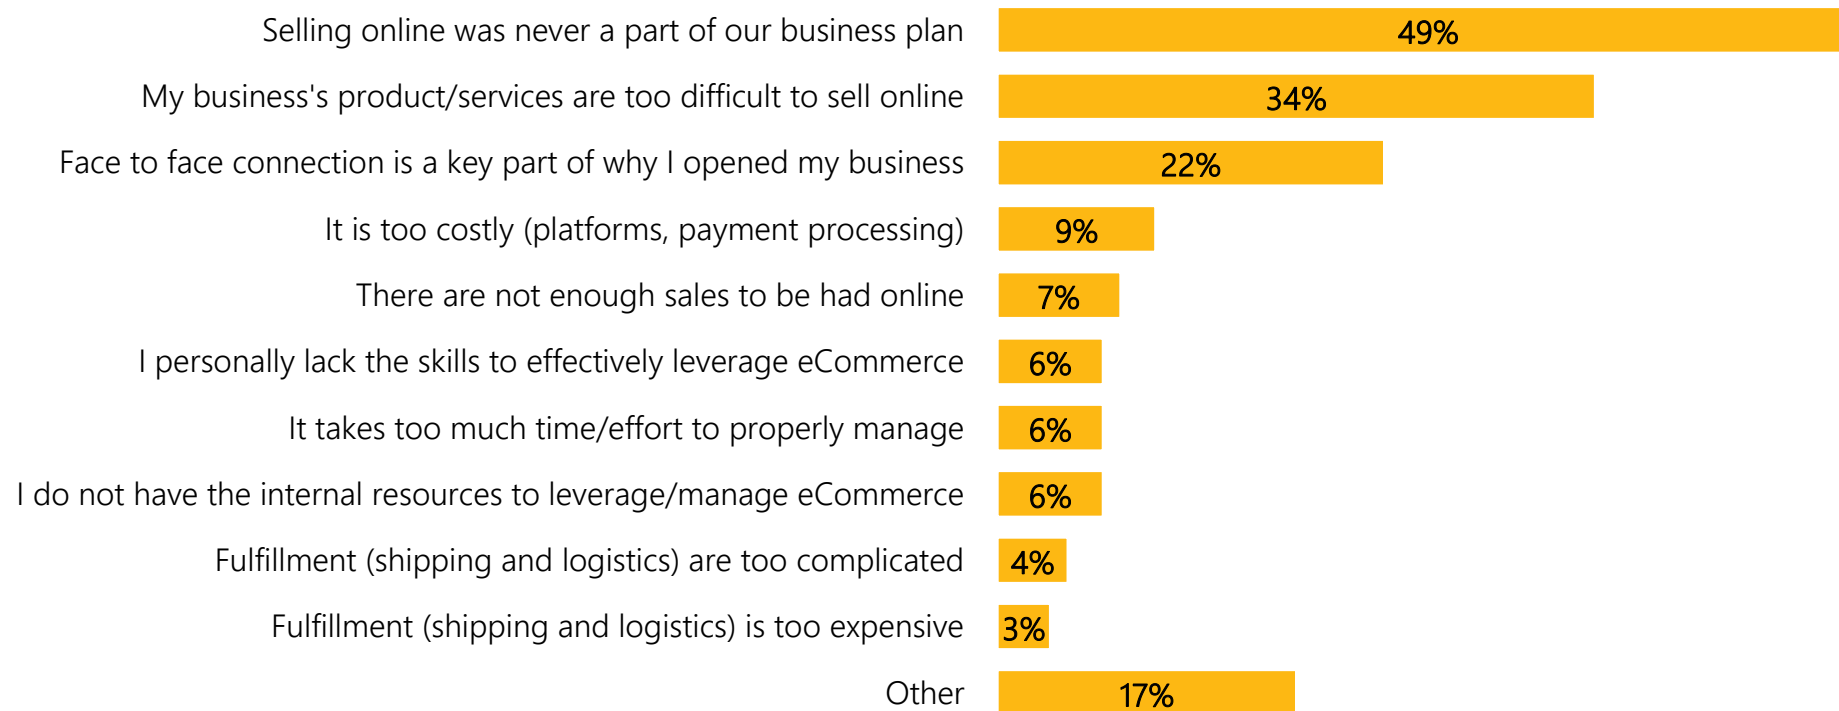 Selling online was never a part of our business plan 49%
My business's product/services are too difficult to sell online 34%
Face to face connection is a key part of why I opened my business 22%
It is too costly (platforms, payment processing) 9%
There are not enough sales to be had online 7%
I personally lack the skills to effectively leverage eCommerce 6%
It takes too much time/effort to properly manage 6%
I do not have the internal resources to leverage/manage eCommerce 6%
Fulfillment (shipping and logistics) are too complicated 4%
Fulfillment (shipping and logistics) is too expensive 3%
Other 17%